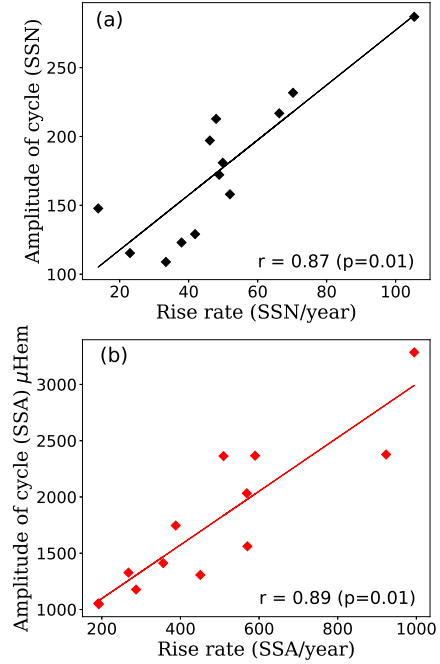 (a)
Amplitude of cycle (SSN)
250
200
150
100
r = 0.87 (p=0.01)
20 40 60 80 100
Rise rate (SSN/year)
(b)
Amplitude of cycle (SSA) μHem
3000
2500
2000
1500
1000
r = 0.89 (p=0.01)
200 400 600 800 1000
Rise rate (SSA/year)